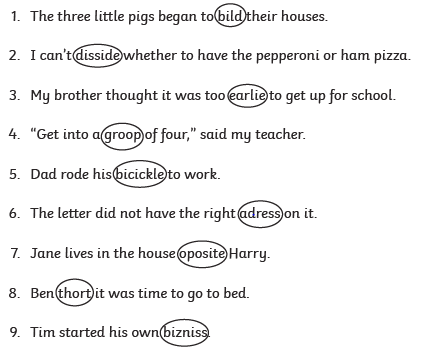 1. The three little pigs began to bild their houses.
2. I can't disside whether to have the pepperoni or ham pizza.
3. My brother thought it was too earlie to get up for school.
4. “Get into a groop of four,” said my teacher.
5. Dad rode his bicickle to work.
6. The letter did not have the right adress on it.
7. Jane lives in the house oposite Harry.
8. Ben thort it was time to go to bed.
9. Tim started his own bizniss.